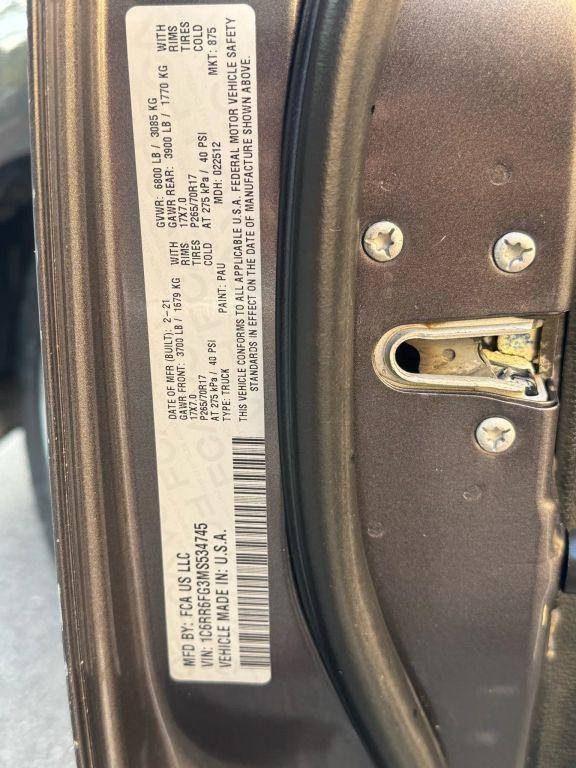 MFD BY: FCA US LLC
VIN: 1C6RR6FG3MS534745
VEHICLE MADE IN: U.S.A.
DATE OF MFR (BUILT): 2-21
GAWR FRONT: 3700 LB / 1679 KG WITH
17X7.0 RIMS
P265/70R17 TIRES
AT 275 kPa / 40 PSI COLD
TYPE: TRUCK PAINT: PAU
GVWR: 6800 LB / 3085 KG
GAWR REAR: 3900 LB / 1770 KG WITH
17X7.0 RIMS
P265/70R17 TIRES
AT 275 kPa / 40 PSI COLD
MDH: 022512 MKT: 875
THIS VEHICLE CONFORMS TO ALL APPLICABLE U.S.A. FEDERAL MOTOR VEHICLE SAFETY
STANDARDS IN EFFECT ON THE DATE OF MANUFACTURE SHOWN ABOVE.